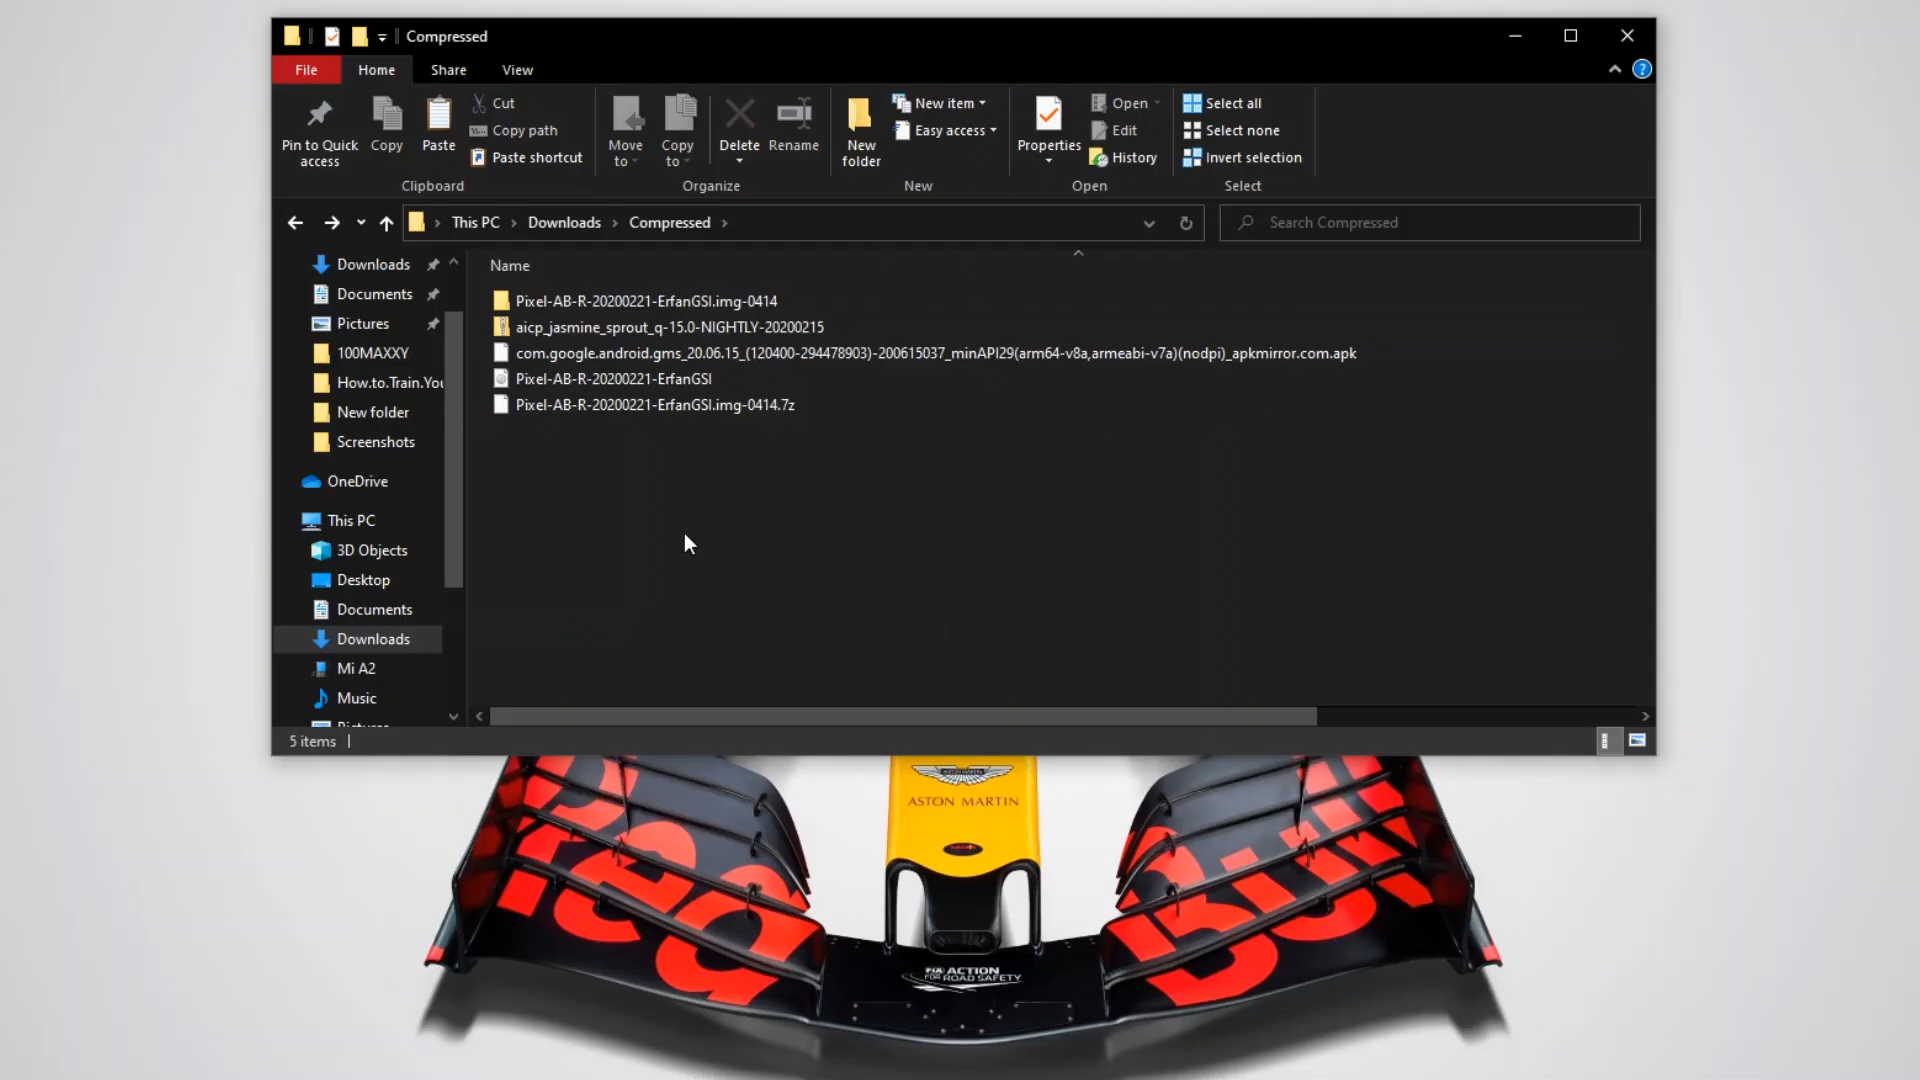 Compressed
File
Home
Share
View
Pin to Quick
access
Copy
Paste
Cut
Copy path
Paste shortcut
Clipboard
Move
to
Copy
to
Delete
Rename
Organize
New
folder
New item
Easy access
New
Properties
Open
Edit
History
Open
Select all
Select none
Invert selection
Select
This PC
Downloads
Compressed
Search Compressed
Name
Pixel-AB-R-20200221-ErfanGSI.img-0414
aicp_jasmine_sprout_q-15.0-NIGHTLY-20200215
com.google.android.gms_20.06.15_(120400-294478903)-200615037_minAPI29(arm64-v8a,armeabi-v7a)(nodpi)_apkmirror.com.apk
Pixel-AB-R-20200221-ErfanGSI
Pixel-AB-R-20200221-ErfanGSI.img-0414.7z
Downloads
Documents
Pictures
100MAXXY
How.to.Train.You
New folder
Screenshots
OneDrive
This PC
3D Objects
Desktop
Documents
Downloads
Mi A2
Music
Pictures
5 items
ASTON MARTIN
ASTON MARTIN
Red
Bull
FIA ACTION
FOR ROAD SAFETY